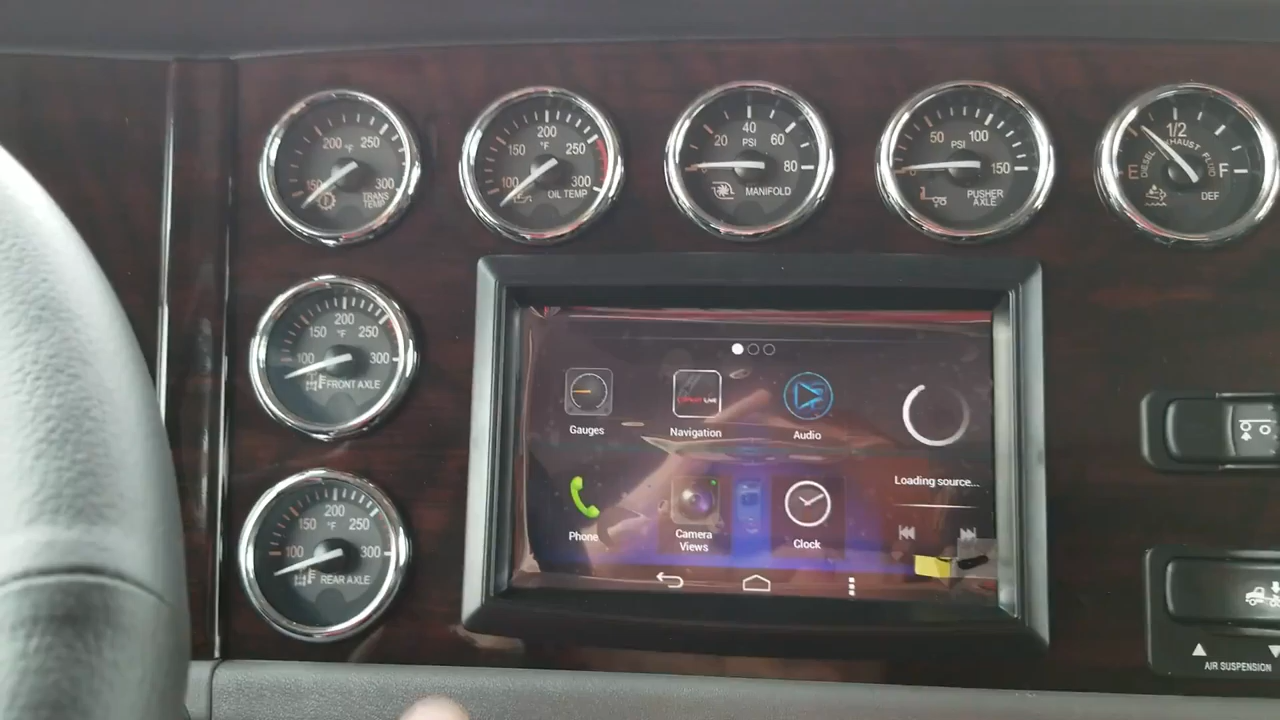 200 °F 250
150 300
TRANS
TEMP
200
°F
150 250
100 300
OIL TEMP
40
20 PSI 60
80
MANIFOLD
50 100
PSI
150
PUSHER
AXLE
1/2
E F
DIESEL EXHAUST FLUID
DEF
200
150 °F 250
100 300
FRONT AXLE
200
150 °F 250
100 300
REAR AXLE
Gauges
Navigation
Audio
Loading source...
Phone
Camera
Views
Clock
AIR SUSPENSION